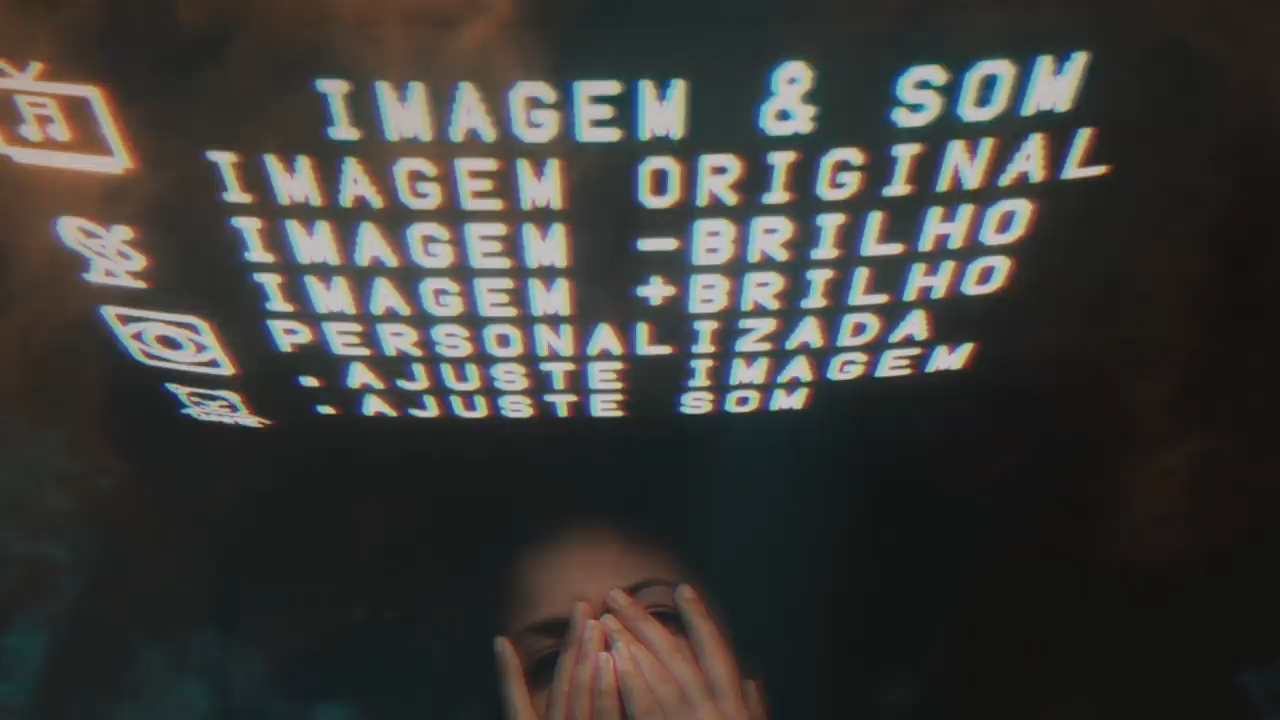 IMAGEM & SOM
IMAGEM ORIGINAL
IMAGEM -BRILHO
IMAGEM +BRILHO
PERSONALIZADA
.AJUSTE IMAGEM
.AJUSTE SOM